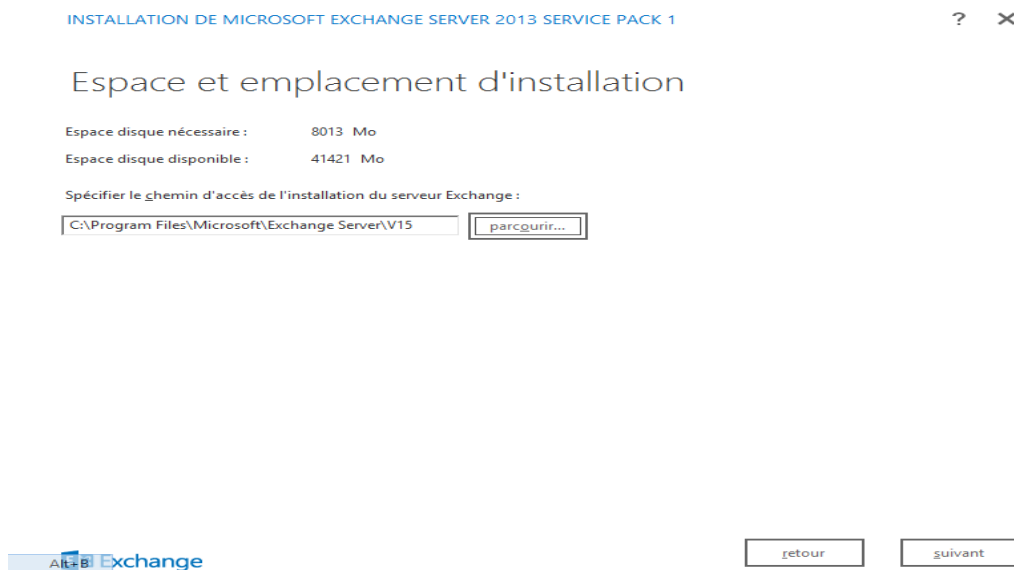 INSTALLATION DE MICROSOFT EXCHANGE SERVER 2013 SERVICE PACK 1 ? ✕
Espace et emplacement d'installation
Espace disque nécessaire : 8013 Mo
Espace disque disponible : 41421 Mo
Spécifier le chemin d'accès de l'installation du serveur Exchange :
C:\Program Files\Microsoft\Exchange Server\V15 parcourir...
Alt+B Exchange retour suivant